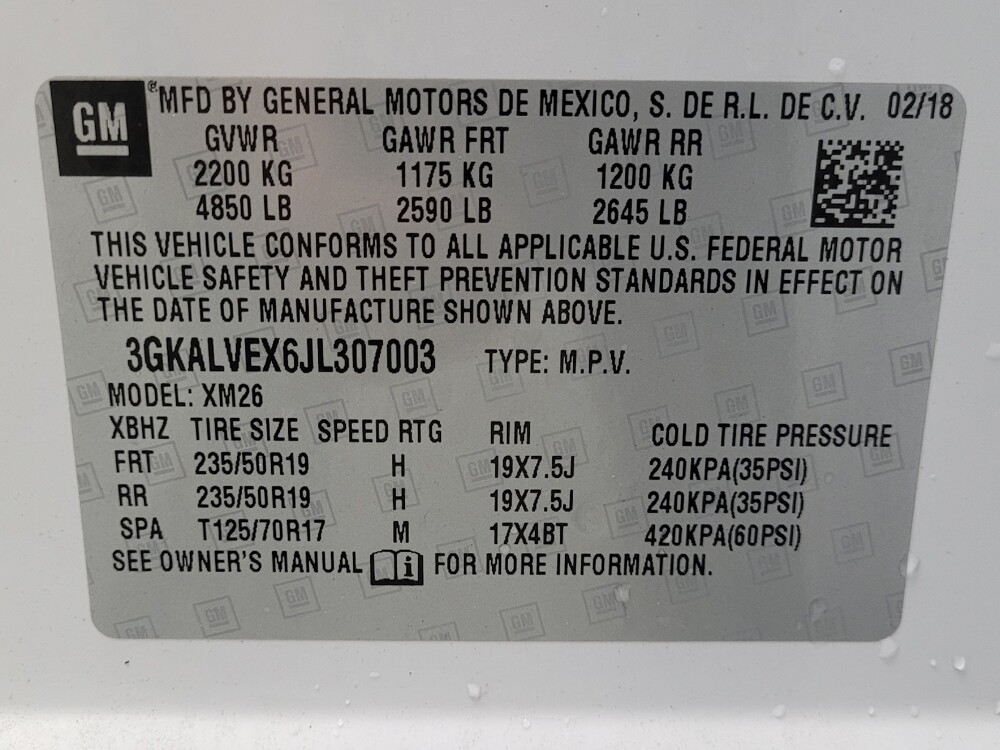 GM ® MFD BY GENERAL MOTORS DE MEXICO, S. DE R.L. DE C.V. 02/18
GVWR GAWR FRT GAWR RR
2200 KG 1175 KG 1200 KG
4850 LB 2590 LB 2645 LB
THIS VEHICLE CONFORMS TO ALL APPLICABLE U.S. FEDERAL MOTOR
VEHICLE SAFETY AND THEFT PREVENTION STANDARDS IN EFFECT ON
THE DATE OF MANUFACTURE SHOWN ABOVE.
3GKALVEX6JL307003 TYPE: M.P.V.
MODEL: XM26
XBHZ TIRE SIZE SPEED RTG RIM COLD TIRE PRESSURE
FRT 235/50R19 H 19X7.5J 240KPA(35PSI)
RR 235/50R19 H 19X7.5J 240KPA(35PSI)
SPA T125/70R17 M 17X4BT 420KPA(60PSI)
SEE OWNER'S MANUAL i FOR MORE INFORMATION.